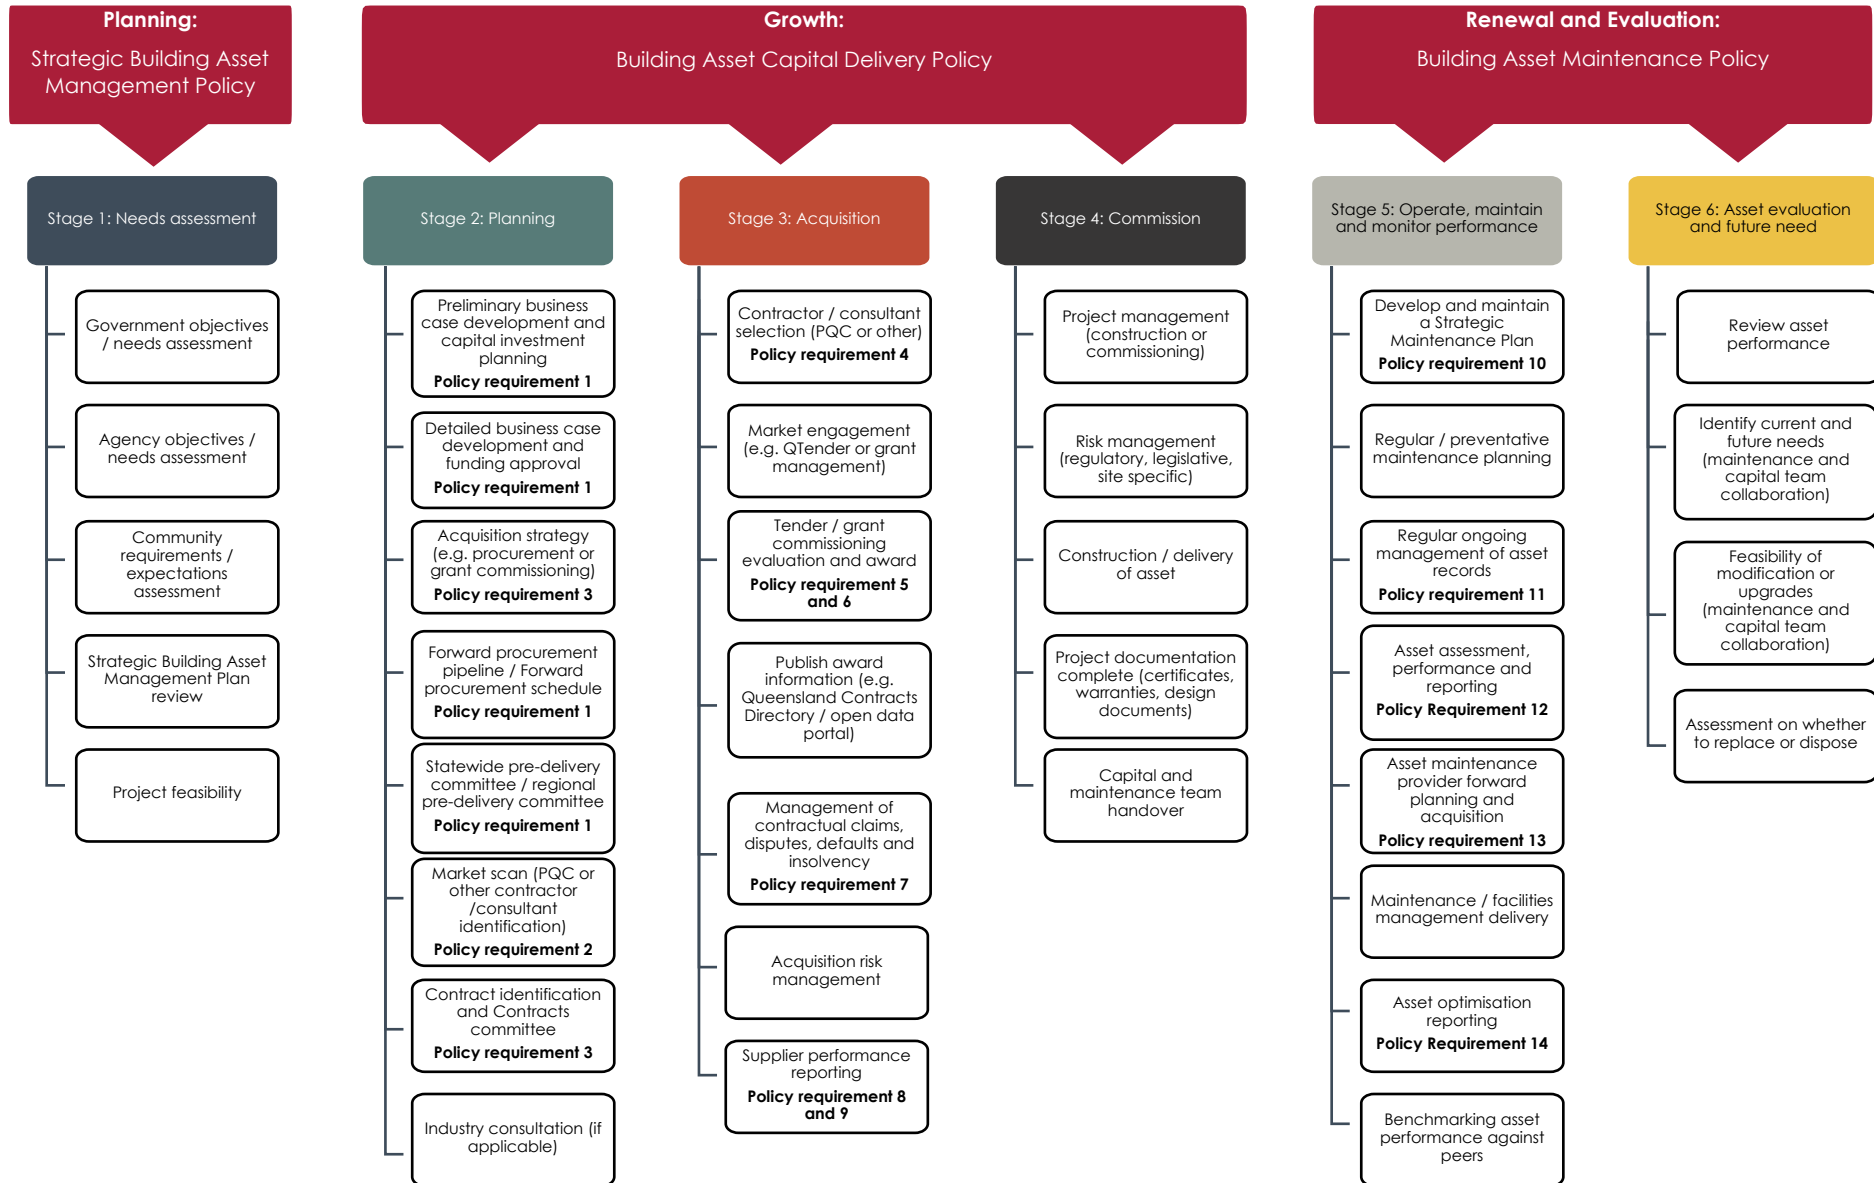 Planning:
Strategic Building Asset
Management Policy
Growth:
Building Asset Capital Delivery Policy
Renewal and Evaluation:
Building Asset Maintenance Policy
Stage 1: Needs assessment
Government objectives
/ needs assessment
Agency objectives /
needs assessment
Community
requirements /
expectations
assessment
Strategic Building Asset
Management Plan
review
Project feasibility
Stage 2: Planning
Preliminary business
case development and
capital investment
planning
Policy requirement 1
Detailed business case
development and
funding approval
Policy requirement 1
Acquisition strategy
(e.g. procurement or
grant commissioning)
Policy requirement 3
Forward procurement
pipeline / Forward
procurement schedule
Policy requirement 1
Statewide pre-delivery
committee / regional
pre-delivery committee
Policy requirement 1
Market scan (PQC or
other contractor
/consultant
identification)
Policy requirement 2
Contract identification
and Contracts
committee
Policy requirement 3
Industry consultation (if
applicable)
Stage 3: Acquisition
Contractor / consultant
selection (PQC or other)
Policy requirement 4
Market engagement
(e.g. QTender or grant
management)
Tender / grant
commissioning
evaluation and award
Policy requirement 5
and 6
Publish award
information (e.g.
Queensland Contracts
Directory / open data
portal)
Management of
contractual claims,
disputes, defaults and
insolvency
Policy requirement 7
Acquisition risk
management
Supplier performance
reporting
Policy requirement 8
and 9
Stage 4: Commission
Project management
(construction or
commissioning)
Risk management
(regulatory, legislative,
site specific)
Construction / delivery
of asset
Project documentation
complete (certificates,
warranties, design
documents)
Capital and
maintenance team
handover
Stage 5: Operate, maintain
and monitor performance
Develop and maintain
a Strategic
Maintenance Plan
Policy requirement 10
Regular / preventative
maintenance planning
Regular ongoing
management of asset
records
Policy requirement 11
Asset assessment,
performance and
reporting
Policy Requirement 12
Asset maintenance
provider forward
planning and
acquisition
Policy requirement 13
Maintenance / facilities
management delivery
Asset optimisation
reporting
Policy Requirement 14
Benchmarking asset
performance against
peers
Stage 6: Asset evaluation
and future need
Review asset
performance
Identify current and
future needs
(maintenance and
capital team
collaboration)
Feasibility of
modification or
upgrades
(maintenance and
capital team
collaboration)
Assessment on whether
to replace or dispose